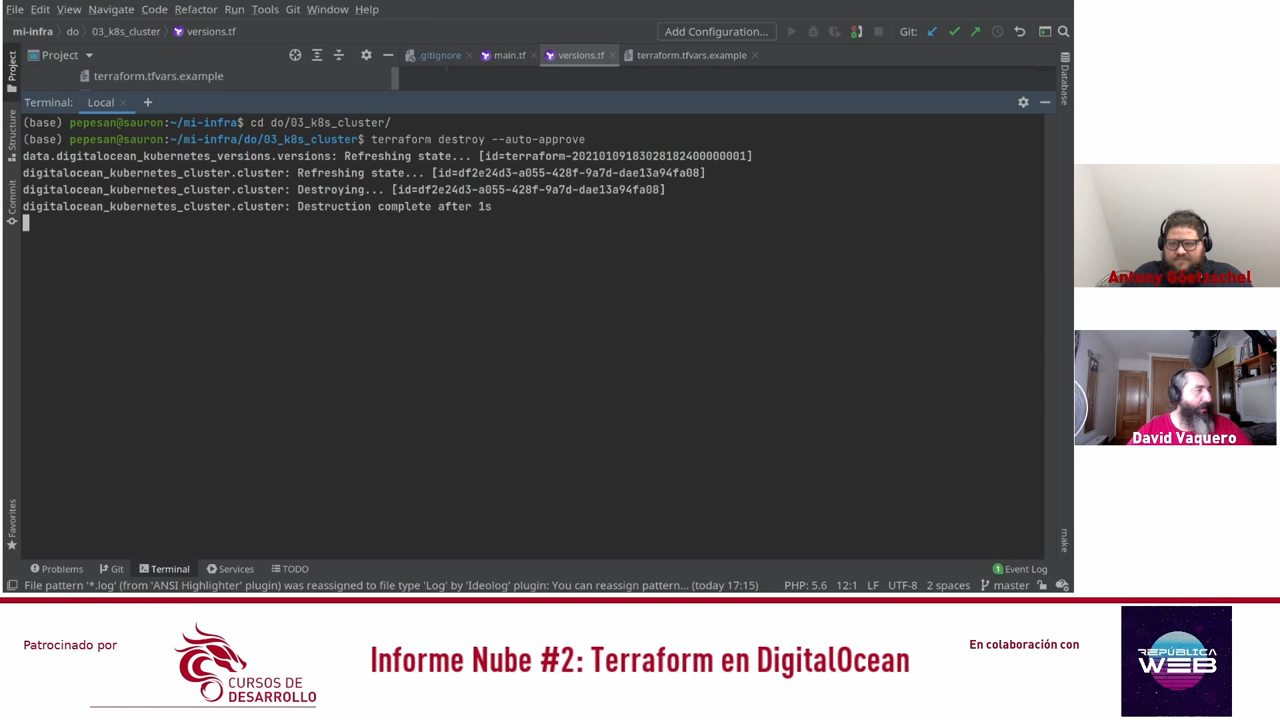 File Edit View Navigate Code Refactor Run Tools Git Window Help
mi-infra do 03_k8s_cluster versions.tf Add Configuration... Git:
Project .gitignore main.tf versions.tf terraform.tfvars.example
terraform.tfvars.example
Terminal: Local +
(base) pepesan@sauron:~/mi-infra$ cd do/03_k8s_cluster/
(base) pepesan@sauron:~/mi-infra/do/03_k8s_cluster$ terraform destroy --auto-approve
data.digitalocean_kubernetes_versions.versions: Refreshing state... [id=terraform-20210109183028182400000001]
digitalocean_kubernetes_cluster.cluster: Refreshing state... [id=df2e24d3-a055-428f-9a7d-dae13a94fa08]
digitalocean_kubernetes_cluster.cluster: Destroying... [id=df2e24d3-a055-428f-9a7d-dae13a94fa08]
digitalocean_kubernetes_cluster.cluster: Destruction complete after 1s
Project
Structure
Commit
Favorites
Database
make
Problems Git Terminal Services TODO 1 Event Log
File pattern '*.log' (from 'ANSI Highlighter' plugin) was reassigned to file type 'Log' by 'Ideolog' plugin: You can reassign pattern... (today 17:15) PHP: 5.6 12:1 LF UTF-8 2 spaces master
Antony Goetzschel
David Vaquero
Patrocinado por
CURSOS DE
DESARROLLO
Informe Nube #2: Terraform en DigitalOcean
En colaboración con
REPÚBLICA
WEB